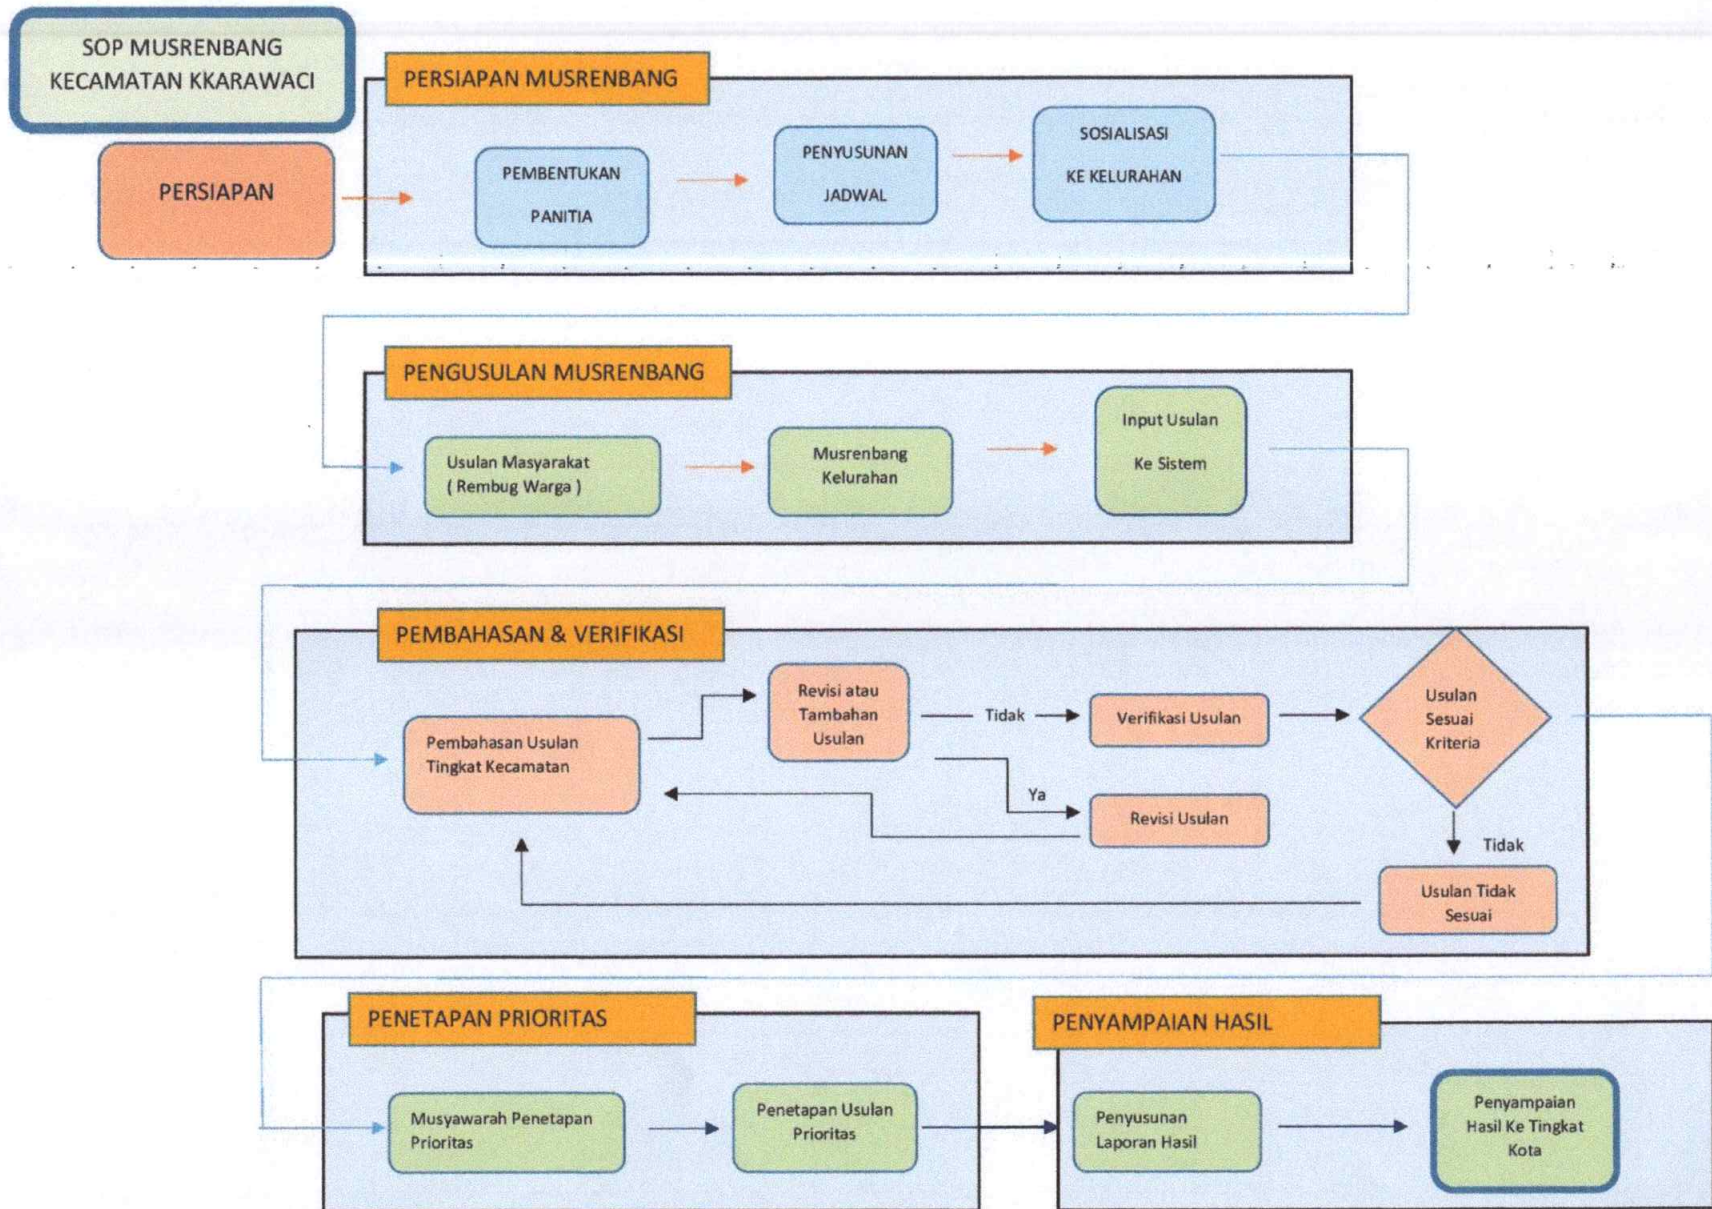 SOP MUSRENBANG
KECAMATAN KKARAWACI
PERSIAPAN
PERSIAPAN MUSRENBANG
PEMBENTUKAN
PANITIA
PENYUSUNAN
JADWAL
SOSIALISASI
KE KELURAHAN
PENGUSULAN MUSRENBANG
Usulan Masyarakat
( Rembug Warga )
Musrenbang
Kelurahan
Input Usulan
Ke Sistem
PEMBAHASAN & VERIFIKASI
Pembahasan Usulan
Tingkat Kecamatan
Revisi atau
Tambahan
Usulan
Tidak
Verifikasi Usulan
Usulan
Sesuai
Kriteria
Ya
Revisi Usulan
Tidak
Usulan Tidak
Sesuai
PENETAPAN PRIORITAS
Musyawarah Penetapan
Prioritas
Penetapan Usulan
Prioritas
PENYAMPAIAN HASIL
Penyusunan
Laporan Hasil
Penyampaian
Hasil Ke Tingkat
Kota